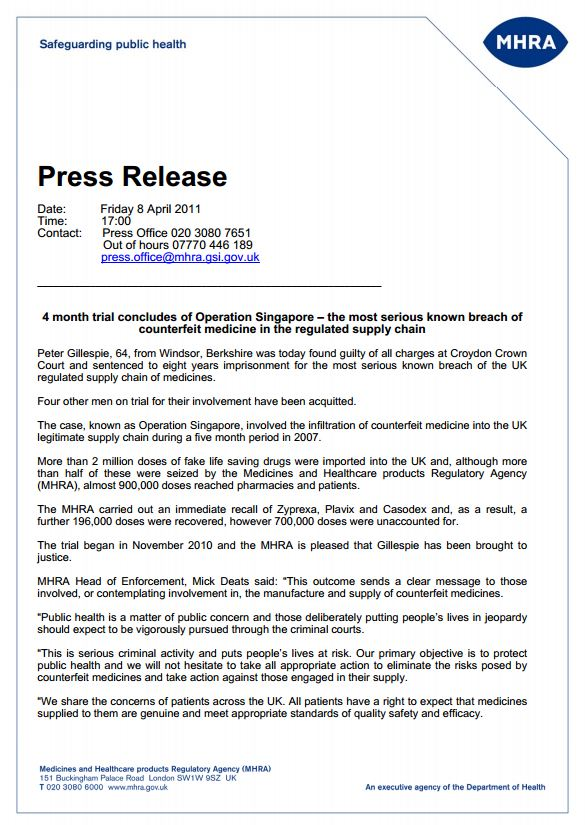 Safeguarding public health
MHRA
Press Release
Date: Friday 8 April 2011
Time: 17:00
Contact: Press Office 020 3080 7651
Out of hours 07770 446 189
press.office@mhra.gsi.gov.uk
4 month trial concludes of Operation Singapore – the most serious known breach of
counterfeit medicine in the regulated supply chain
Peter Gillespie, 64, from Windsor, Berkshire was today found guilty of all charges at Croydon Crown
Court and sentenced to eight years imprisonment for the most serious known breach of the UK
regulated supply chain of medicines.
Four other men on trial for their involvement have been acquitted.
The case, known as Operation Singapore, involved the infiltration of counterfeit medicine into the UK
legitimate supply chain during a five month period in 2007.
More than 2 million doses of fake life saving drugs were imported into the UK and, although more
than half of these were seized by the Medicines and Healthcare products Regulatory Agency
(MHRA), almost 900,000 doses reached pharmacies and patients.
The MHRA carried out an immediate recall of Zyprexa, Plavix and Casodex and, as a result, a
further 196,000 doses were recovered, however 700,000 doses were unaccounted for.
The trial began in November 2010 and the MHRA is pleased that Gillespie has been brought to
justice.
MHRA Head of Enforcement, Mick Deats said: “This outcome sends a clear message to those
involved, or contemplating involvement in, the manufacture and supply of counterfeit medicines.
“Public health is a matter of public concern and those deliberately putting people’s lives in jeopardy
should expect to be vigorously pursued through the criminal courts.
“This is serious criminal activity and puts people’s lives at risk. Our primary objective is to protect
public health and we will not hesitate to take all appropriate action to eliminate the risks posed by
counterfeit medicines and take action against those engaged in their supply.
“We share the concerns of patients across the UK. All patients have a right to expect that medicines
supplied to them are genuine and meet appropriate standards of quality safety and efficacy.
Medicines and Healthcare products Regulatory Agency (MHRA)
151 Buckingham Palace Road London SW1W 9SZ UK
T 020 3080 6000 www.mhra.gov.uk
An executive agency of the Department of Health